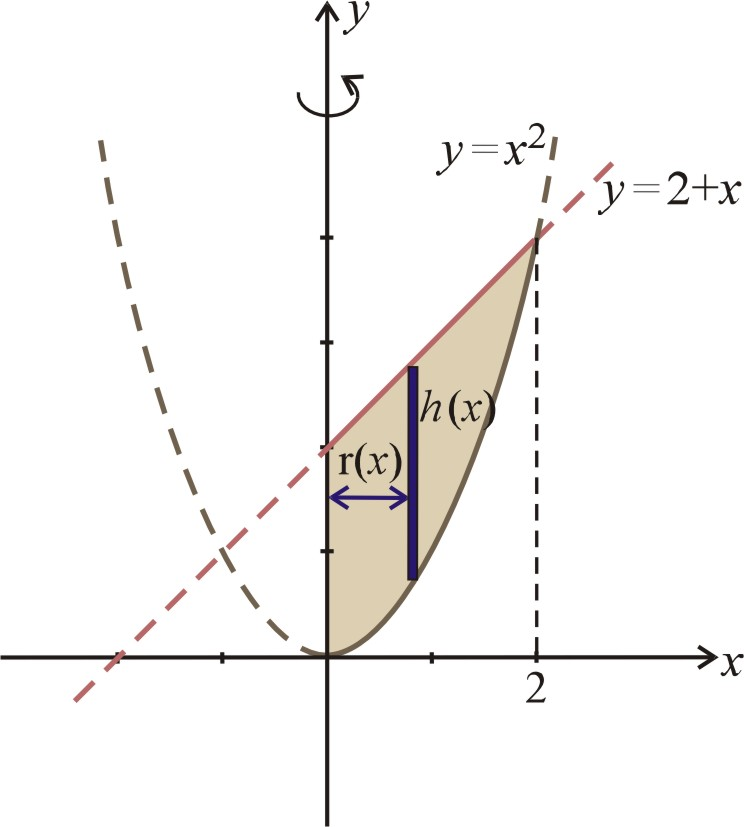 y
y=x²
y=2+x
h(x)
r(x)
x
2